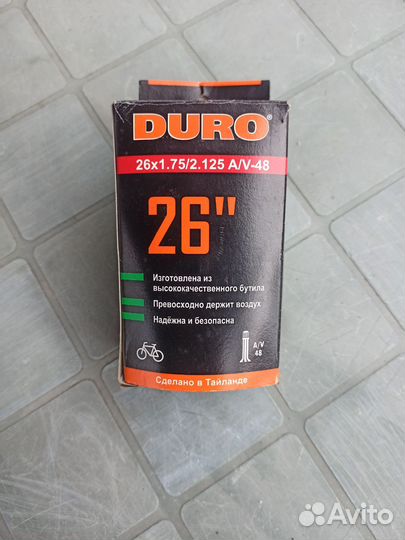 DURO®
26x1.75/2.125 A/V-48
26"
Изготовлена из
высококачественного бутила
Превосходно держит воздух
Надёжна и безопасна
A/V
48
Сделано в Тайланде
Avito